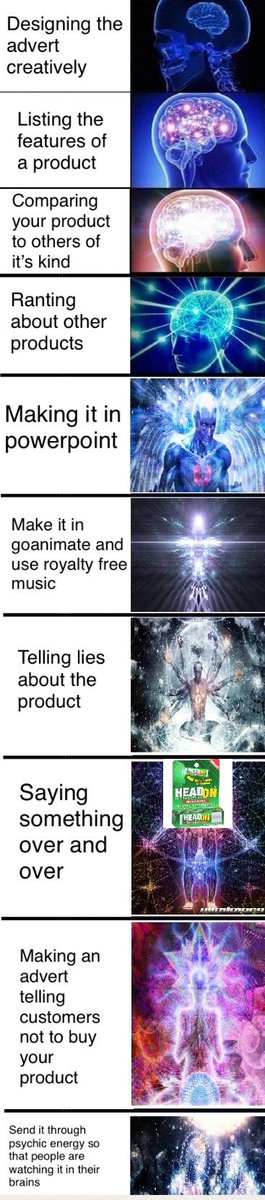 Designing the
advert
creatively
Listing the
features of
a product
Comparing
your product
to others of
it's kind
Ranting
about other
products
Making it in
powerpoint
Make it in
goanimate and
use royalty free
music
Telling lies
about the
product
Saying
something
over and
over
HEADON
HEADON
Making an
advert
telling
customers
not to buy
your
product
Send it through
psychic energy so
that people are
watching it in their
brains